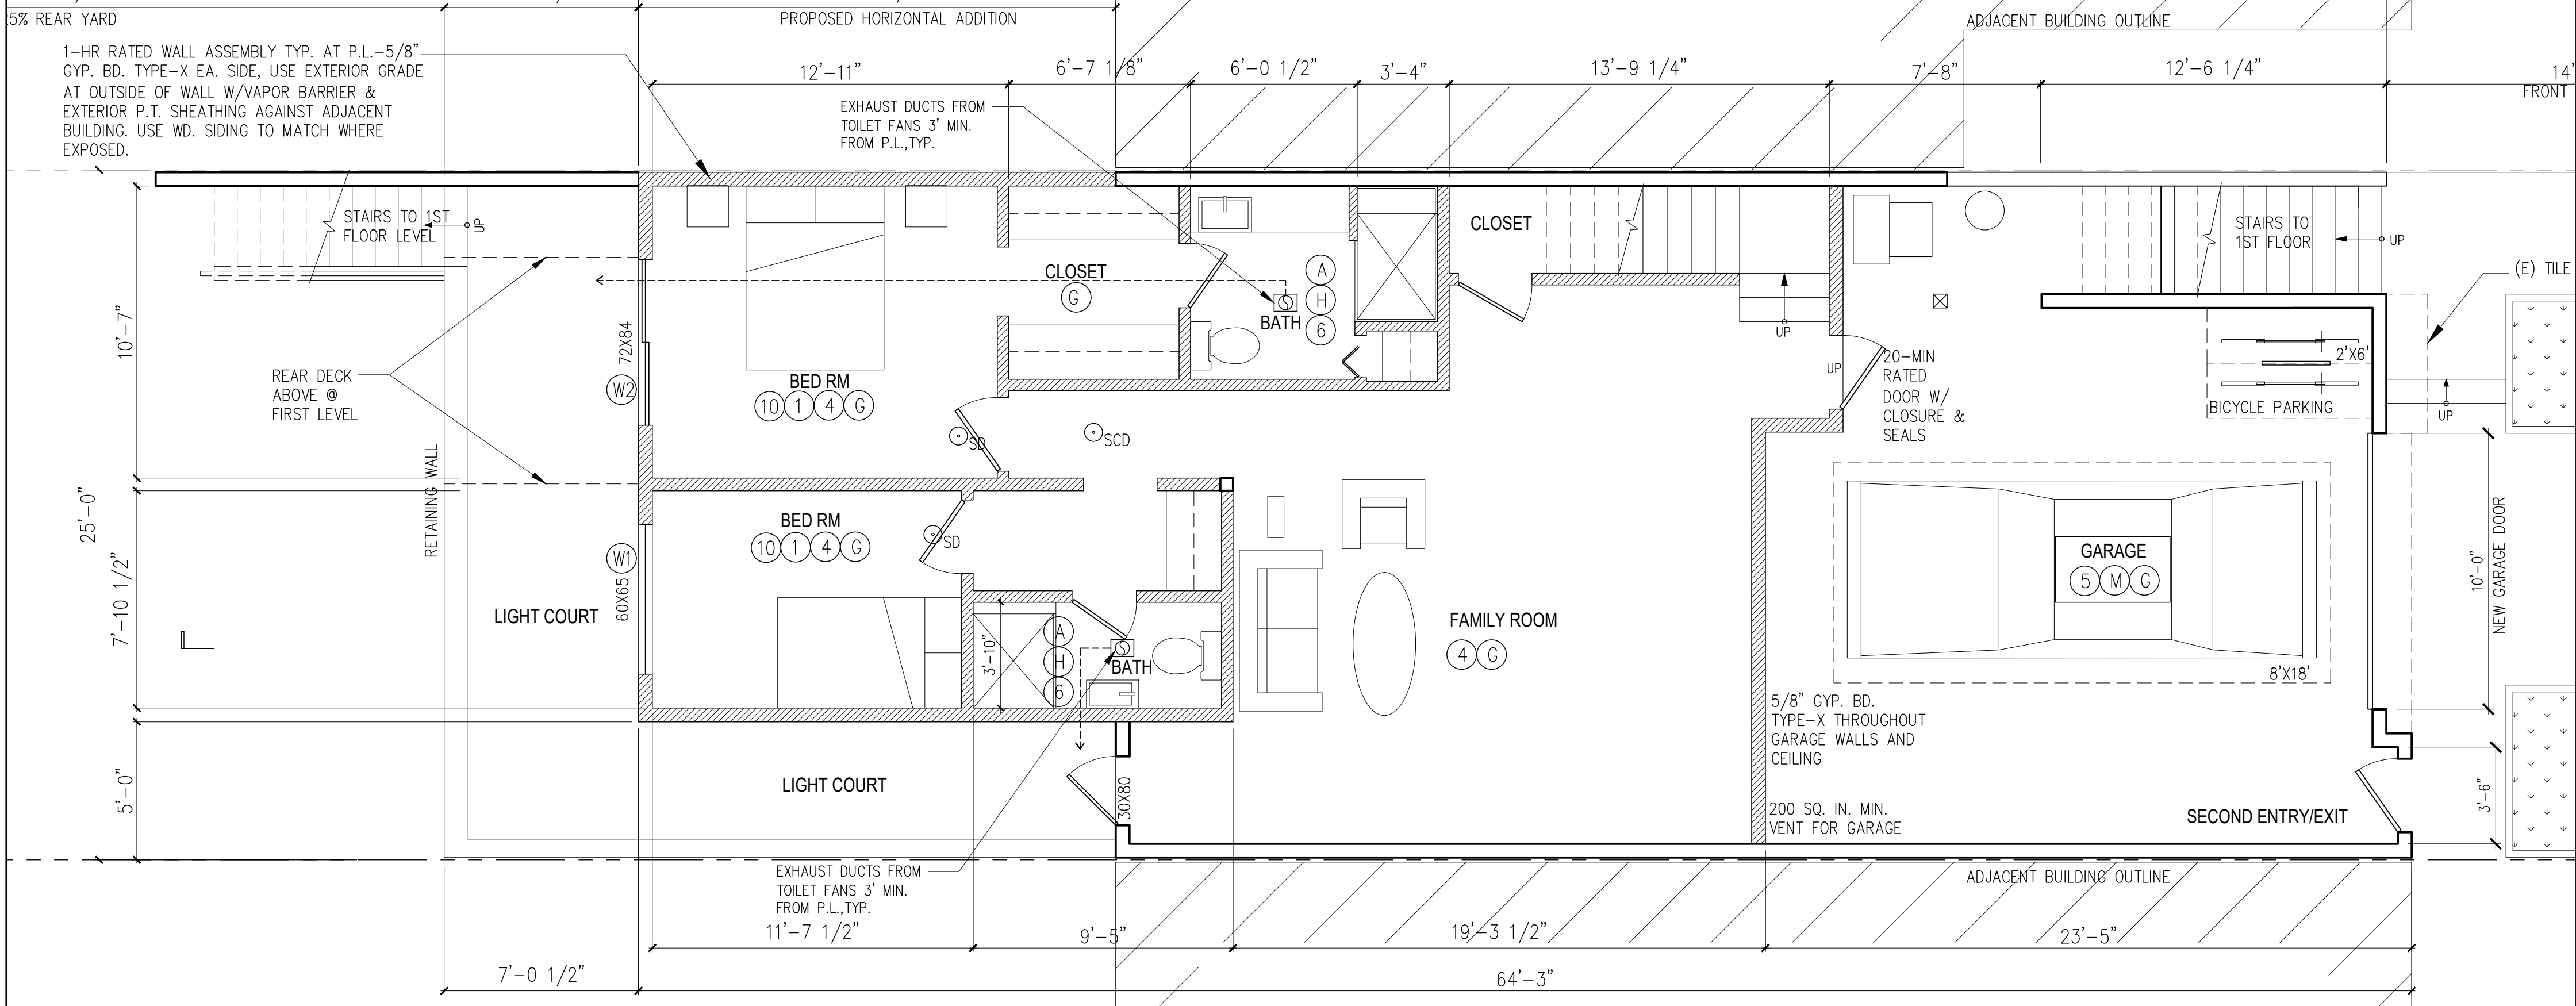 5% REAR YARD
PROPOSED HORIZONTAL ADDITION
ADJACENT BUILDING OUTLINE
1-HR RATED WALL ASSEMBLY TYP. AT P.L.-5/8"
GYP. BD. TYPE-X EA. SIDE, USE EXTERIOR GRADE
AT OUTSIDE OF WALL W/VAPOR BARRIER &
EXTERIOR P.T. SHEATHING AGAINST ADJACENT
BUILDING. USE WD. SIDING TO MATCH WHERE
EXPOSED.
12'-11"
6'-7 1/8"
6'-0 1/2"
3'-4"
13'-9 1/4"
7'-8"
12'-6 1/4"
14'
FRONT
EXHAUST DUCTS FROM
TOILET FANS 3' MIN.
FROM P.L.,TYP.
STAIRS TO 1ST
FLOOR LEVEL
UP
CLOSET
G
BATH
A
H
6
CLOSET
UP
STAIRS TO
1ST FLOOR
UP
(E) TILE
10'-7"
REAR DECK
ABOVE @
FIRST LEVEL
W2
72X84
BED RM
10 1 4 G
SD
SCD
UP
20-MIN
RATED
DOOR W/
CLOSURE &
SEALS
2'X6'
BICYCLE PARKING
UP
25'-0"
RETAINING WALL
7'-10 1/2"
LIGHT COURT
W1
60X65
BED RM
10 1 4 G
SD
3'-10"
A
H
6
BATH
FAMILY ROOM
4 G
GARAGE
5 M G
8'X18'
10'-0"
NEW GARAGE DOOR
5/8" GYP. BD.
TYPE-X THROUGHOUT
GARAGE WALLS AND
CEILING
5'-0"
LIGHT COURT
30X80
200 SQ. IN. MIN.
VENT FOR GARAGE
SECOND ENTRY/EXIT
3'-6"
EXHAUST DUCTS FROM
TOILET FANS 3' MIN.
FROM P.L.,TYP.
ADJACENT BUILDING OUTLINE
11'-7 1/2"
9'-5"
19'-3 1/2"
23'-5"
7'-0 1/2"
64'-3"